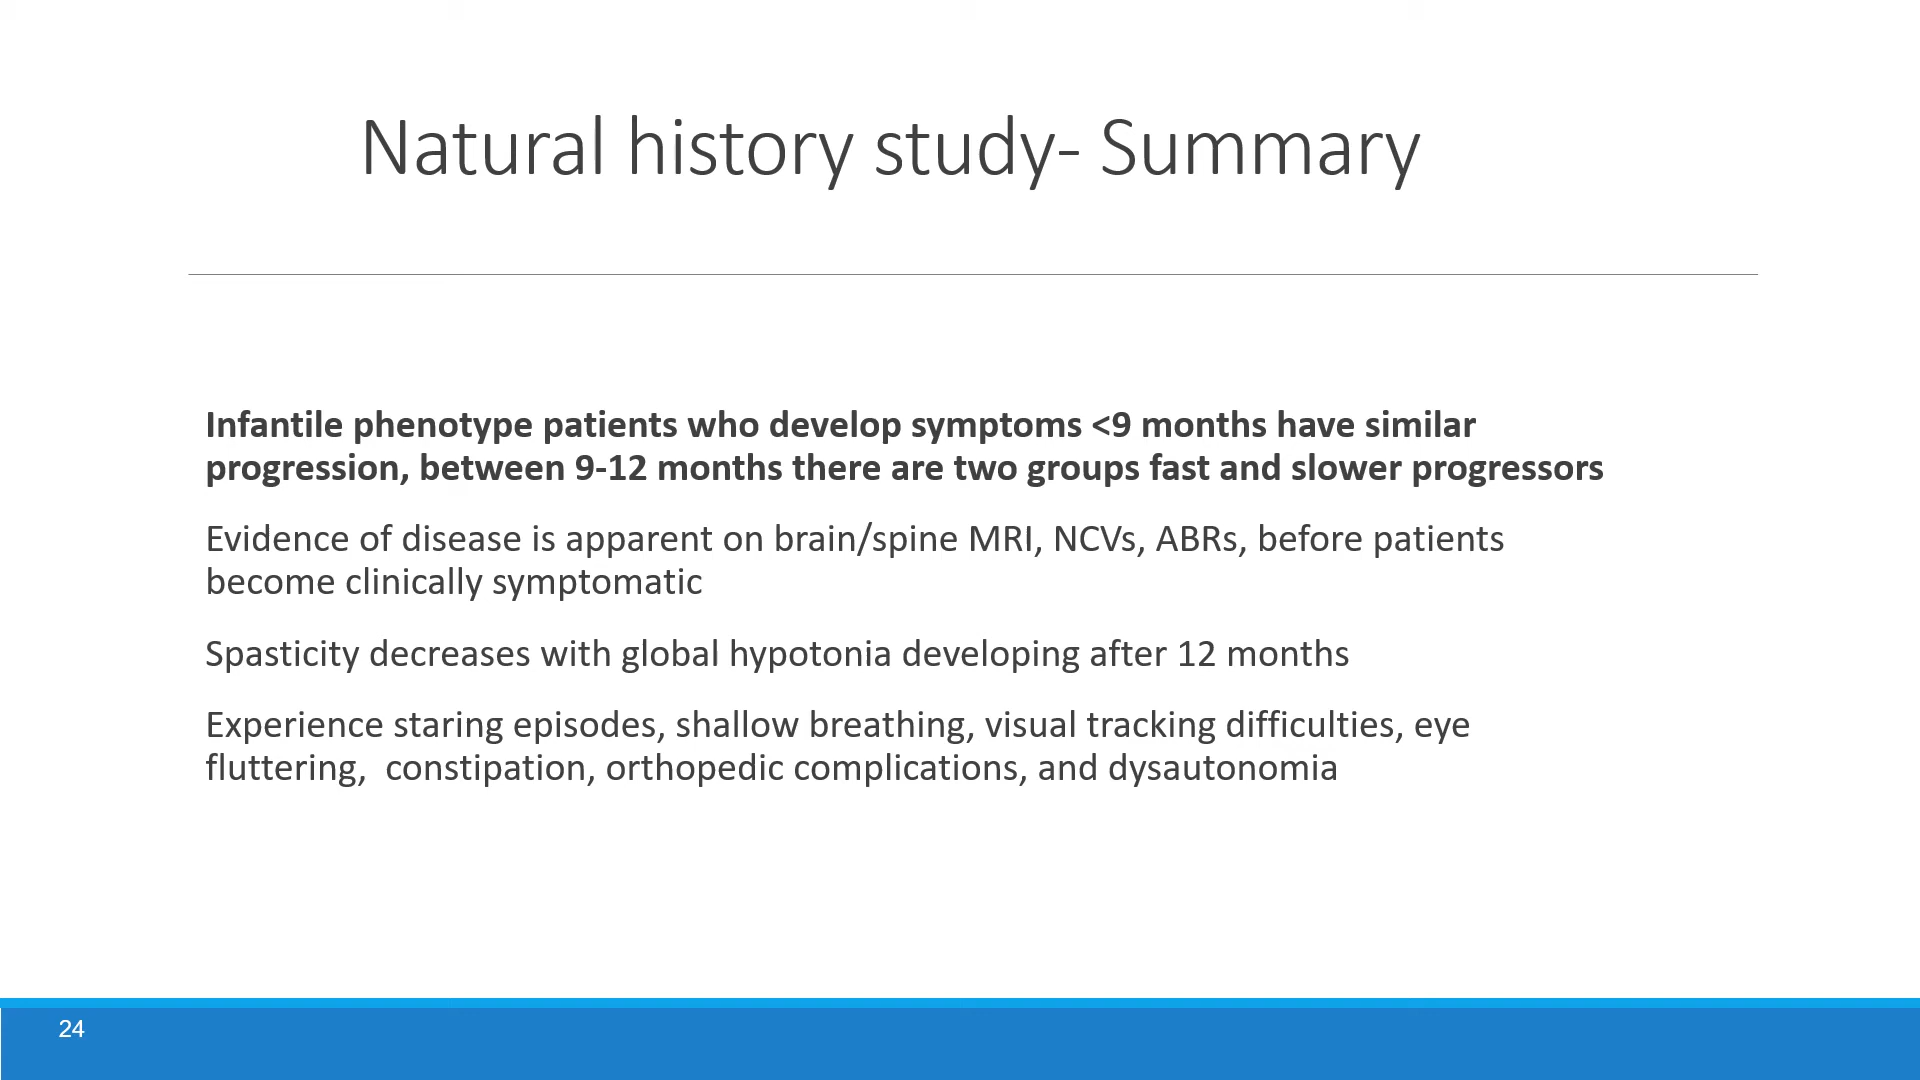 Natural history study- Summary
Infantile phenotype patients who develop symptoms <9 months have similar
progression, between 9-12 months there are two groups fast and slower progressors
Evidence of disease is apparent on brain/spine MRI, NCVs, ABRs, before patients
become clinically symptomatic
Spasticity decreases with global hypotonia developing after 12 months
Experience staring episodes, shallow breathing, visual tracking difficulties, eye
fluttering,  constipation, orthopedic complications, and dysautonomia
24